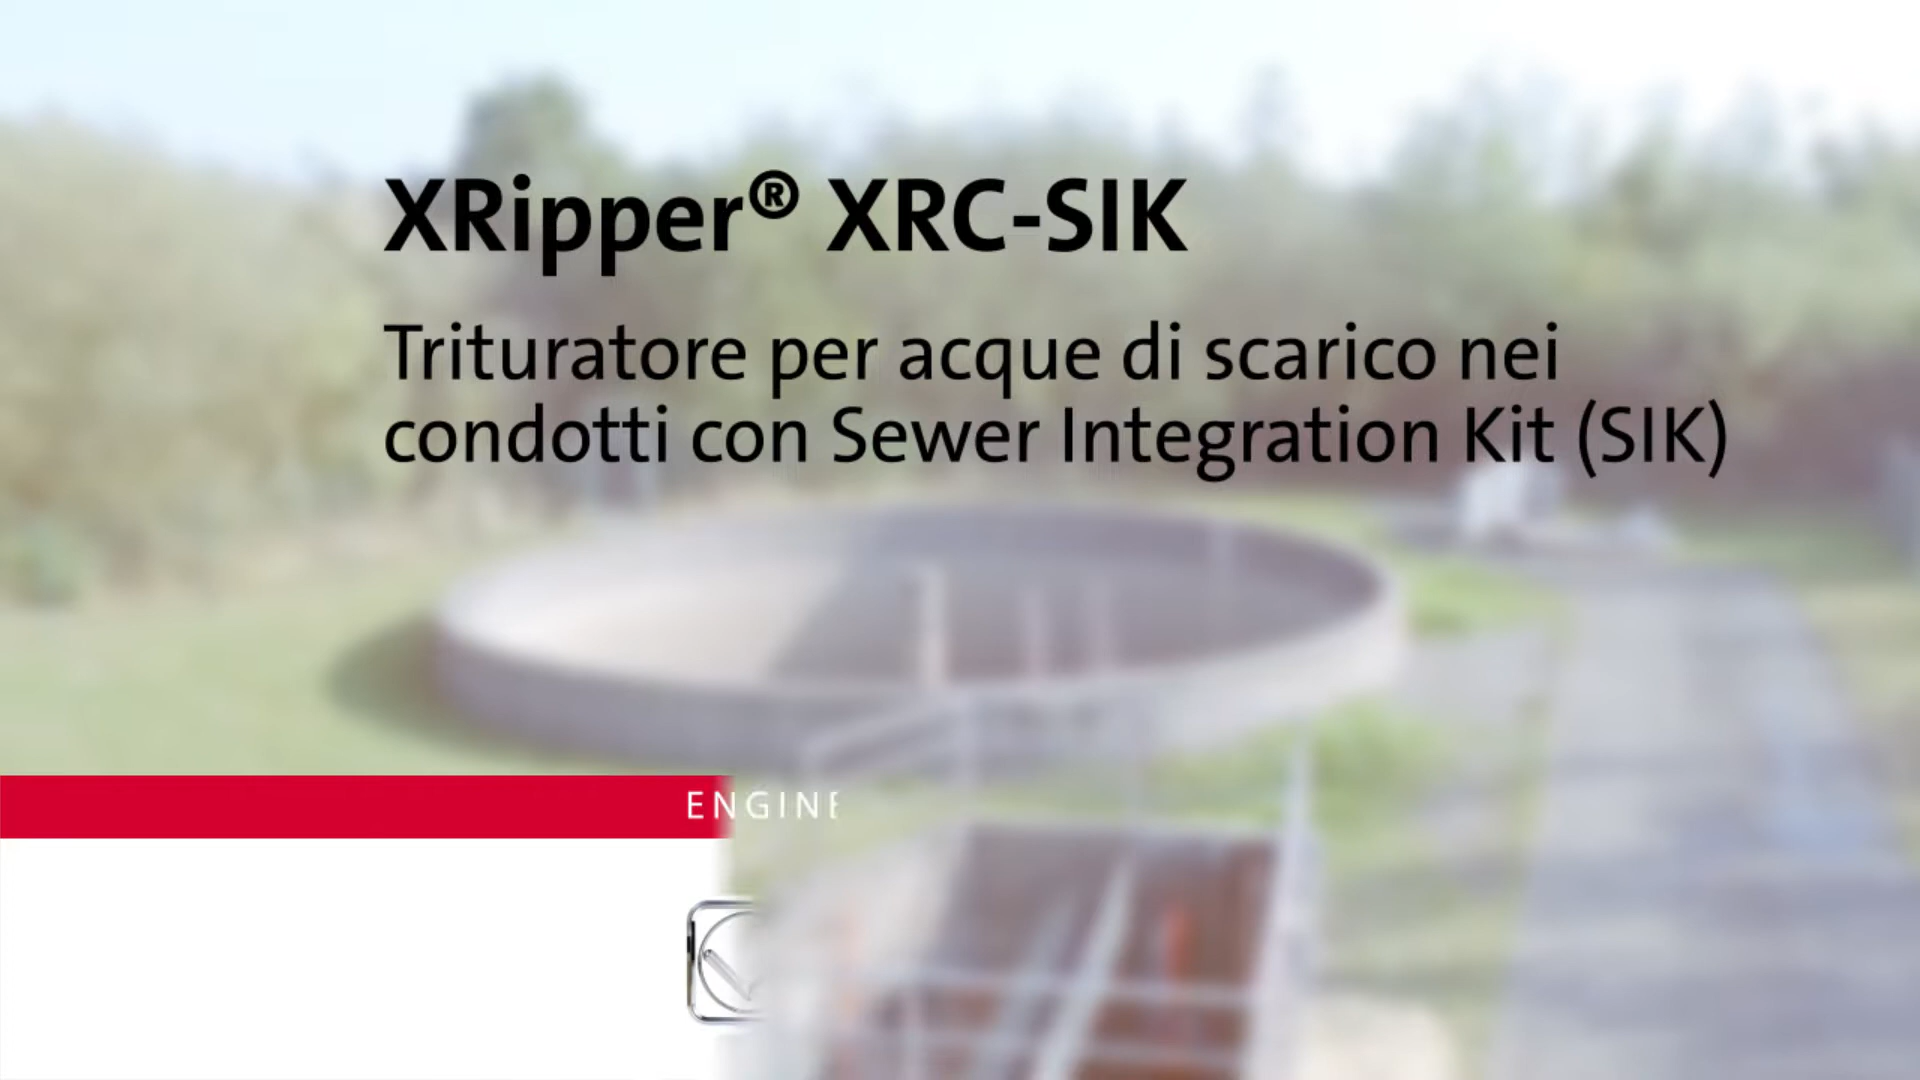 XRipper® XRC-SIK
Trituratore per acque di scarico nei
condotti con Sewer Integration Kit (SIK)
ENGINE